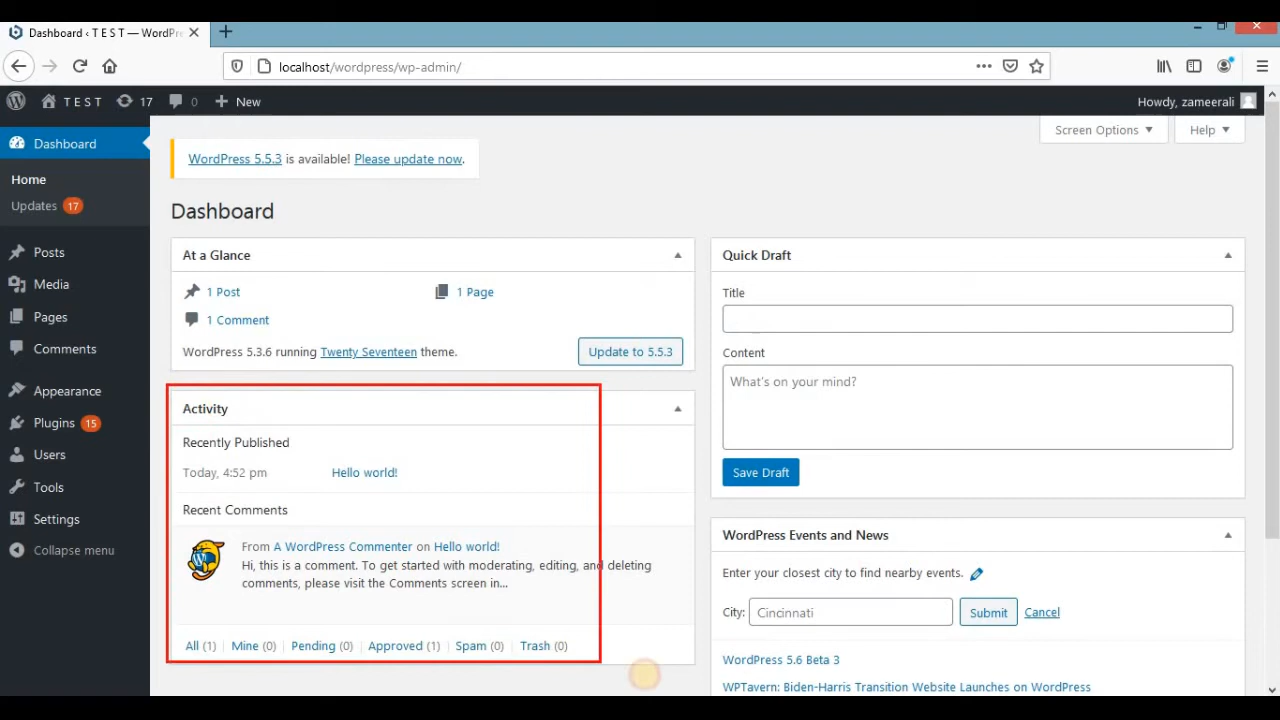 Dashboard ‹ T E S T — WordPre
localhost/wordpress/wp-admin/
T E S T 17 0 New Howdy, zameerali
Screen Options Help
Dashboard
Home
Updates 17
Posts
Media
Pages
Comments
Appearance
Plugins 15
Users
Tools
Settings
Collapse menu
WordPress 5.5.3 is available! Please update now.
Dashboard
At a Glance
1 Post 1 Page
1 Comment
WordPress 5.3.6 running Twenty Seventeen theme. Update to 5.5.3
Activity
Recently Published
Today, 4:52 pm Hello world!
Recent Comments
From A WordPress Commenter on Hello world!
Hi, this is a comment. To get started with moderating, editing, and deleting
comments, please visit the Comments screen in...
All (1) | Mine (0) | Pending (0) | Approved (1) | Spam (0) | Trash (0)
Quick Draft
Title
Content
What's on your mind?
Save Draft
WordPress Events and News
Enter your closest city to find nearby events.
City: Cincinnati Submit Cancel
WordPress 5.6 Beta 3
WPTavern: Biden-Harris Transition Website Launches on WordPress